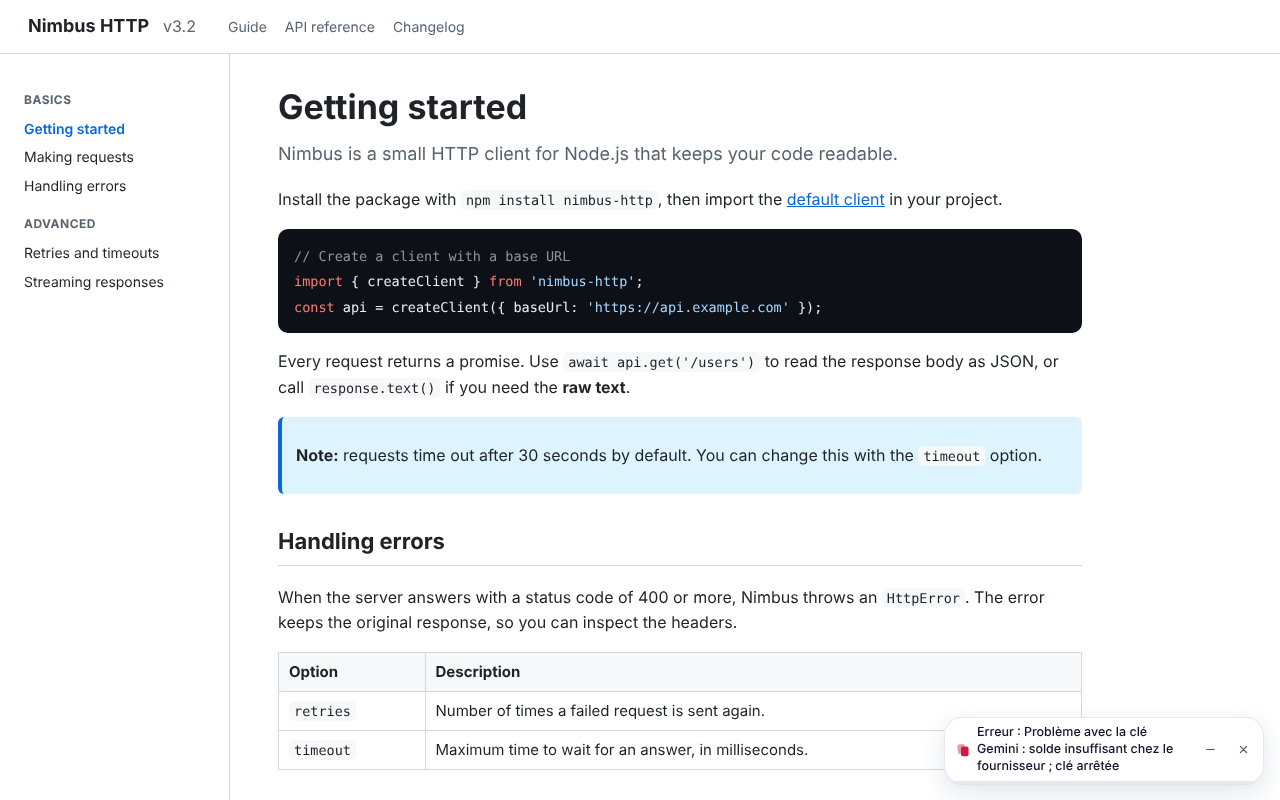 Nimbus HTTP v3.2 Guide API reference Changelog
BASICS
Getting started
Making requests
Handling errors
ADVANCED
Retries and timeouts
Streaming responses
Getting started
Nimbus is a small HTTP client for Node.js that keeps your code readable.
Install the package with npm install nimbus-http, then import the default client in your project.
// Create a client with a base URL
import { createClient } from 'nimbus-http';
const api = createClient({ baseUrl: 'https://api.example.com' });
Every request returns a promise. Use await api.get('/users') to read the response body as JSON, or
call response.text() if you need the raw text.
Note: requests time out after 30 seconds by default. You can change this with the timeout option.
Handling errors
When the server answers with a status code of 400 or more, Nimbus throws an HttpError. The error
keeps the original response, so you can inspect the headers.
Option Description
retries Number of times a failed request is sent again.
timeout Maximum time to wait for an answer, in milliseconds.
Erreur : Problème avec la clé
Gemini : solde insuffisant chez le
fournisseur ; clé arrêtée